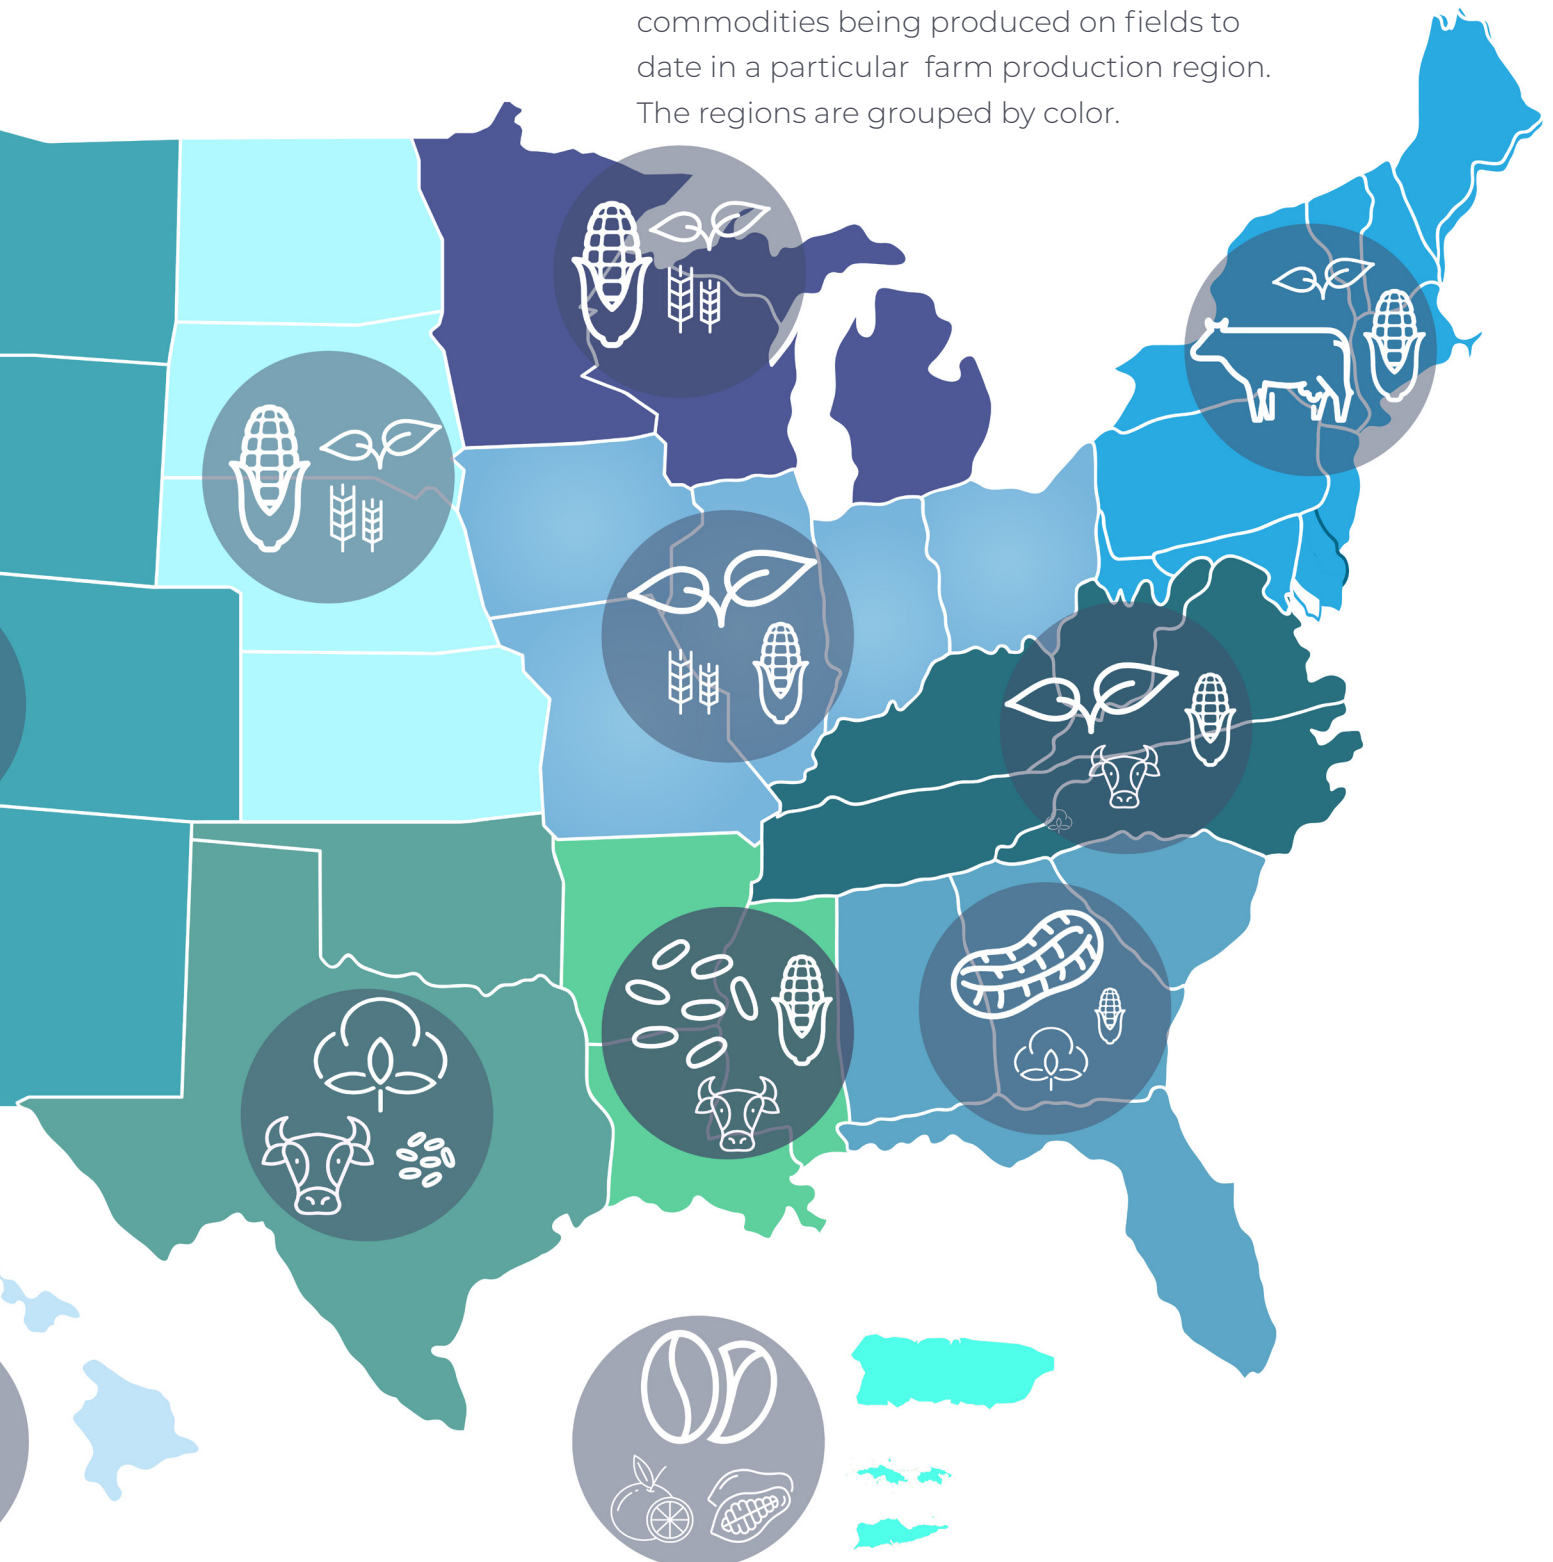 commodities being produced on fields to
date in a particular farm production region.
The regions are grouped by color.